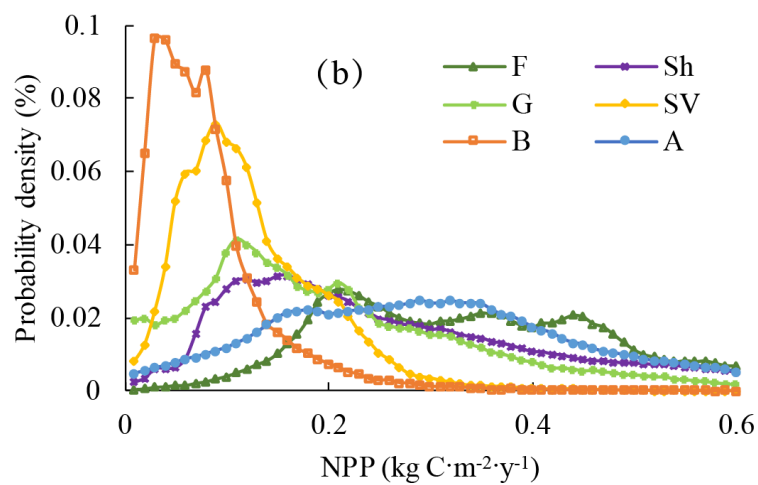 0.1
0.08
0.06
0.04
0.02
0
Probability density (%)
(b)
F
Sh
G
SV
B
A
0
0.2
0.4
0.6
NPP (kg C·m⁻²·y⁻¹)